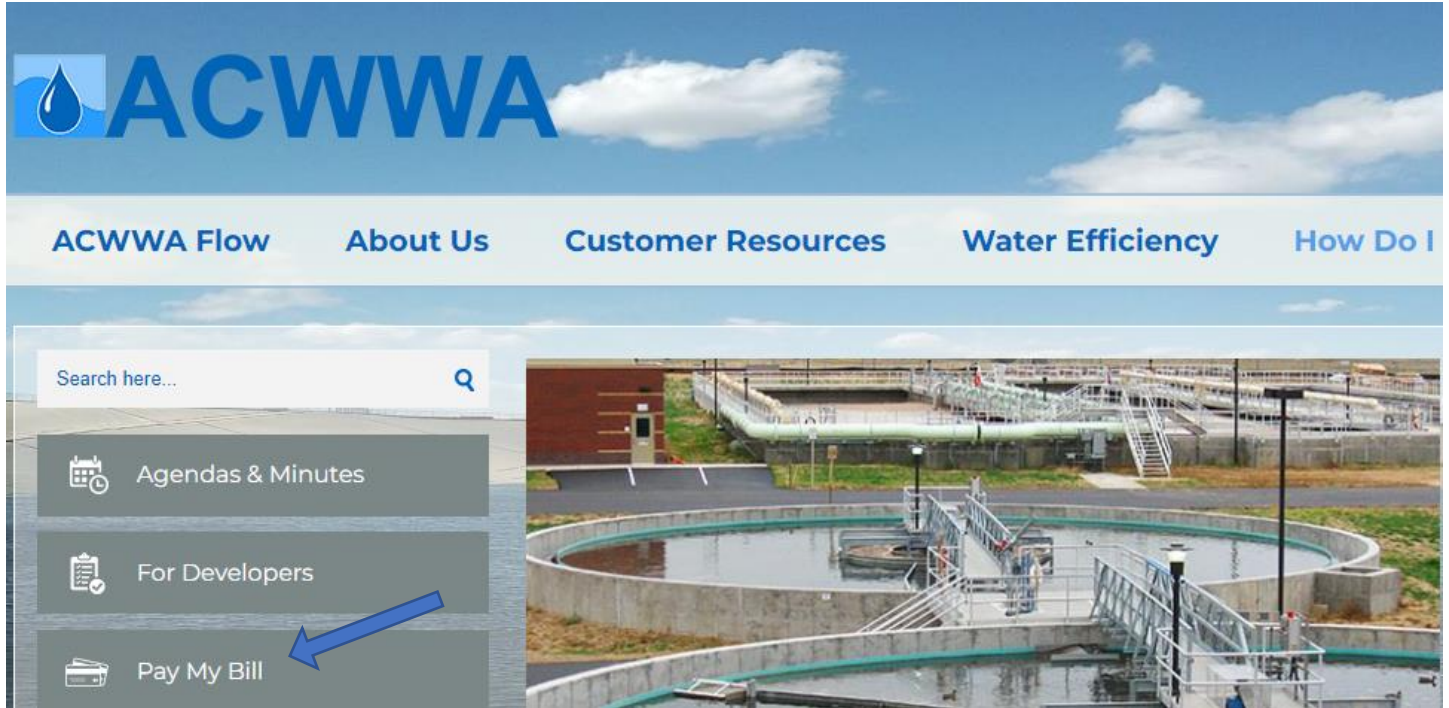 ACWWA
ACWWA Flow About Us Customer Resources Water Efficiency How Do I
Search here...
Agendas & Minutes
For Developers
Pay My Bill